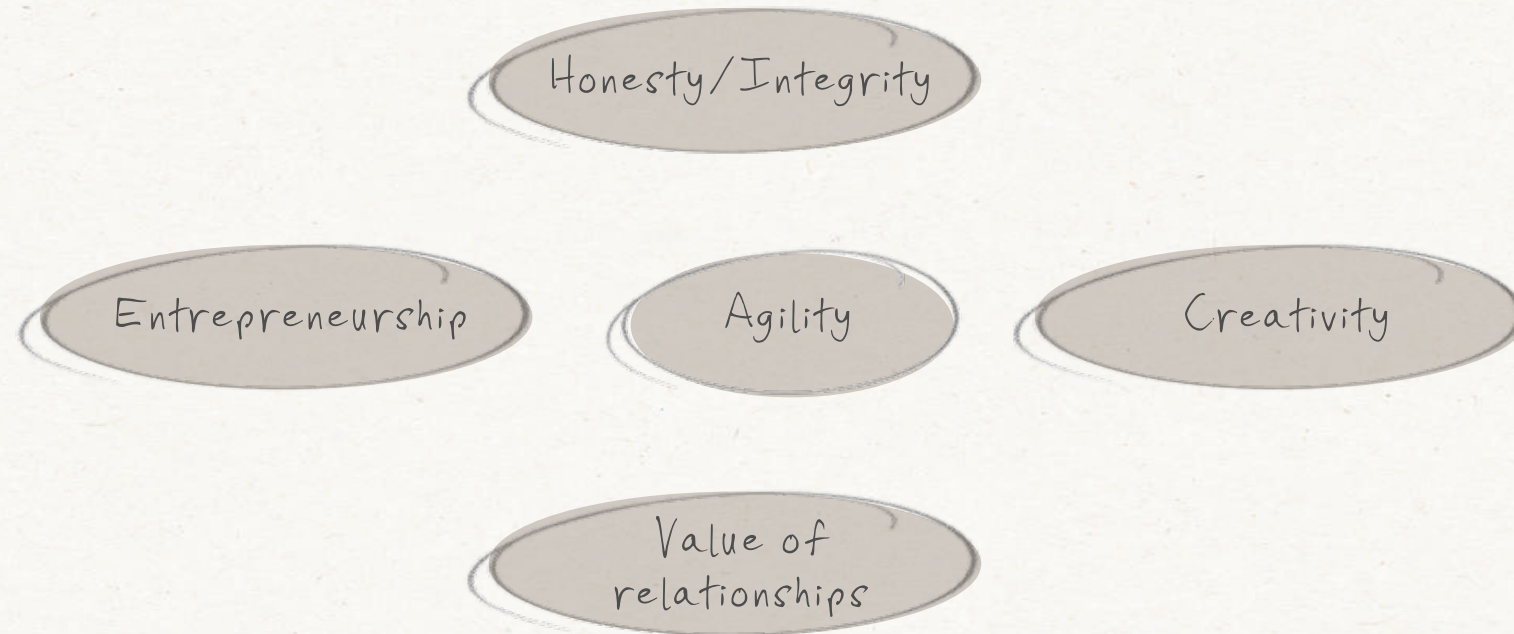 Honesty/Integrity
Entrepreneurship
Agility
Creativity
Value of
relationships